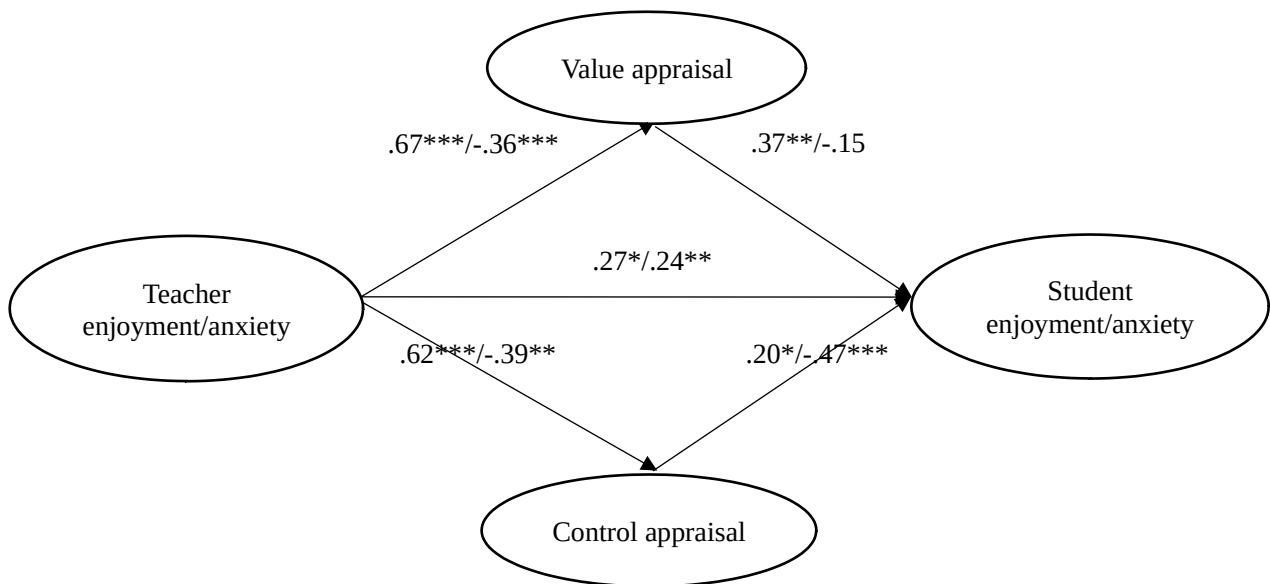 Value appraisal
.67***/-.36***
.37**/-.15
.27*/.24**
Teacher
enjoyment/anxiety
Student
enjoyment/anxiety
.62***/-.39**
.20*/-.47***
Control appraisal